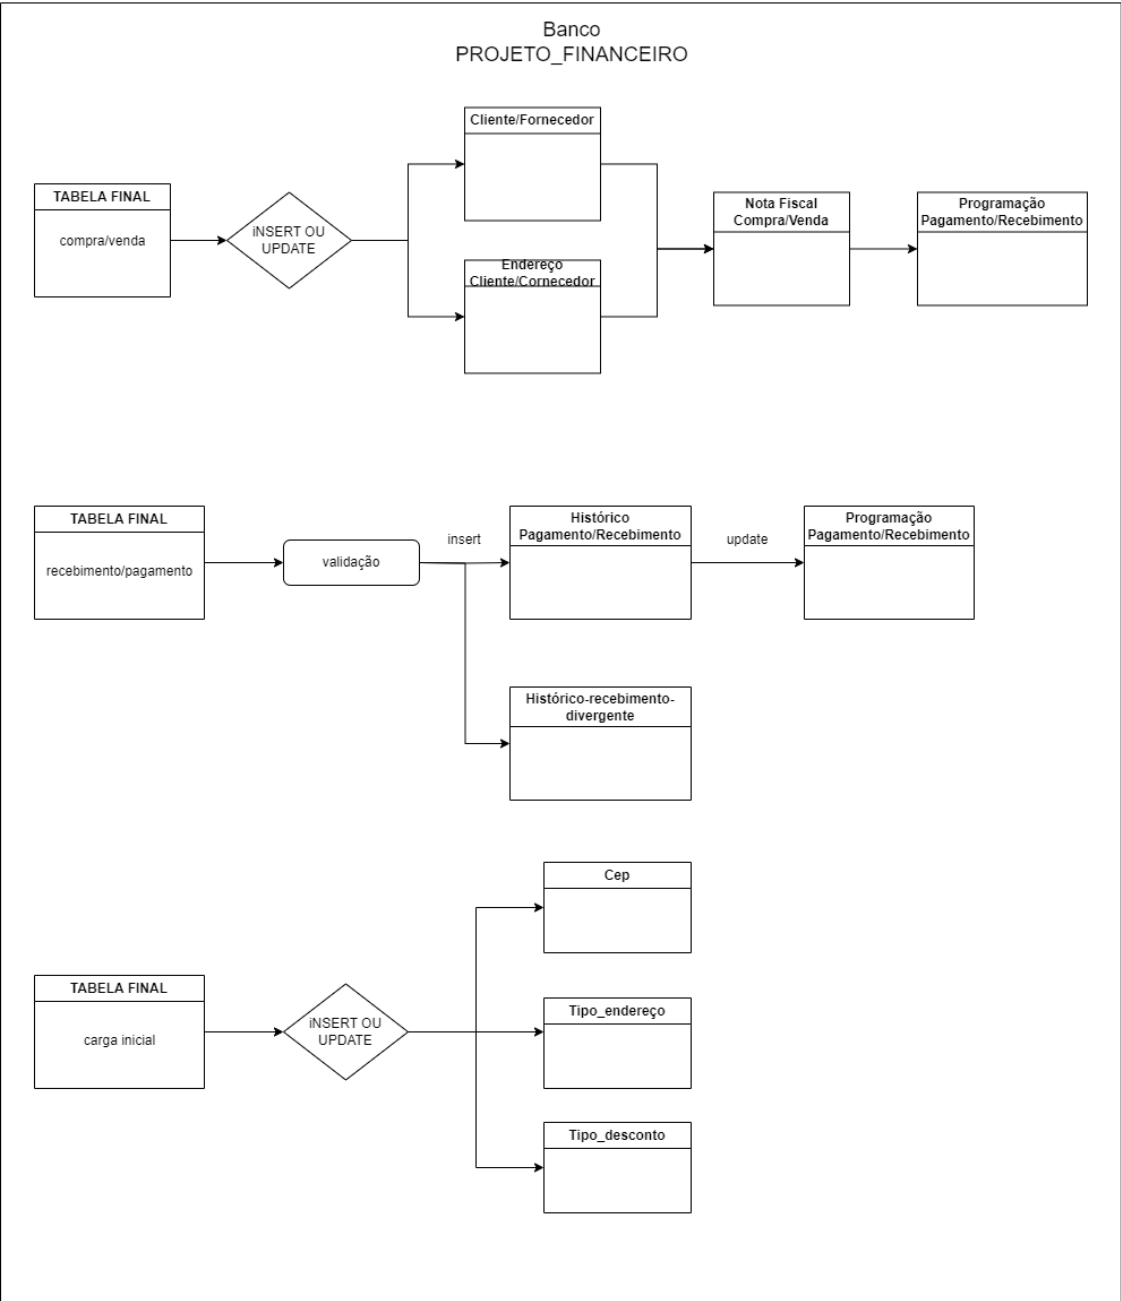 Banco
PROJETO_FINANCEIRO
Cliente/Fornecedor
TABELA FINAL
compra/venda
iNSERT OU
UPDATE
Endereço
Cliente/Cornecedor
Nota Fiscal
Compra/Venda
Programação
Pagamento/Recebimento
TABELA FINAL
recebimento/pagamento
validação
insert
Histórico
Pagamento/Recebimento
update
Programação
Pagamento/Recebimento
Histórico-recebimento-
divergente
Cep
TABELA FINAL
carga inicial
iNSERT OU
UPDATE
Tipo_endereço
Tipo_desconto